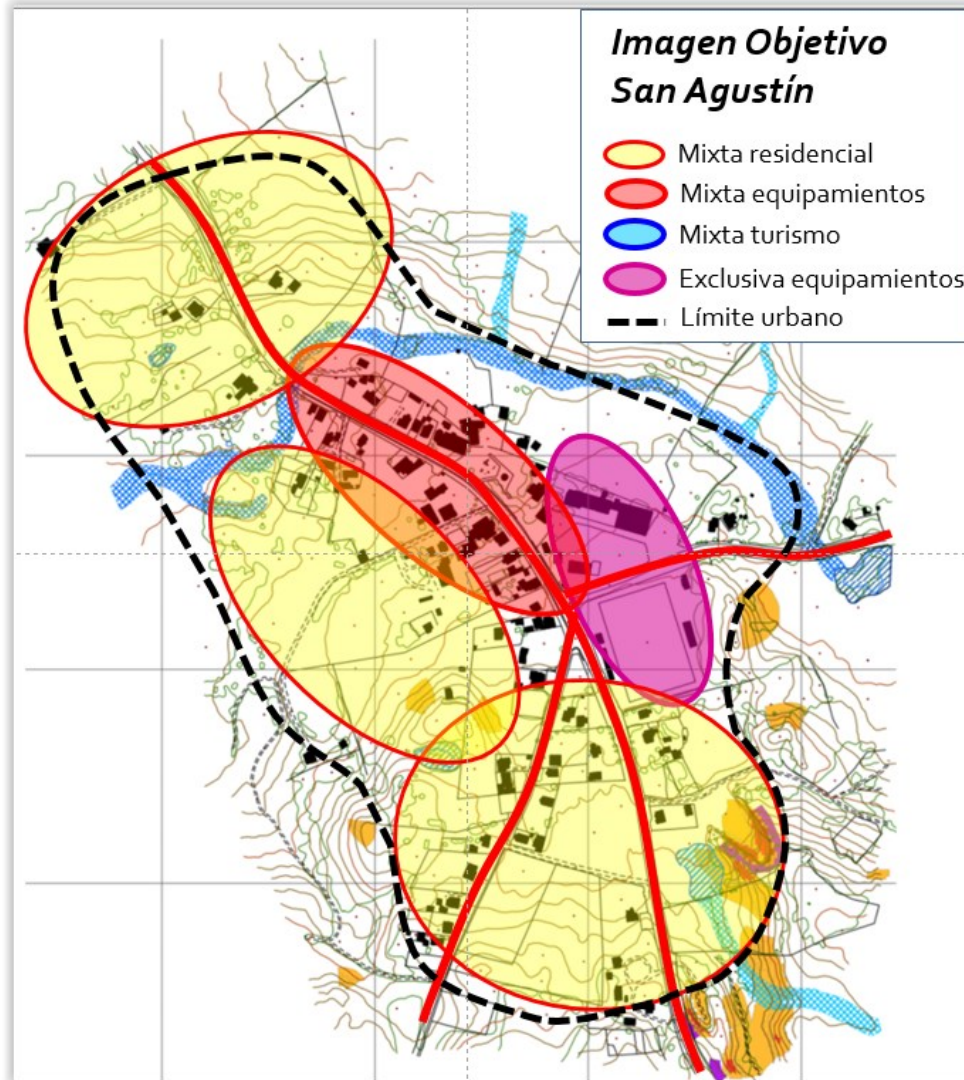 Imagen Objetivo
San Agustín
Mixta residencial
Mixta equipamientos
Mixta turismo
Exclusiva equipamientos
Límite urbano